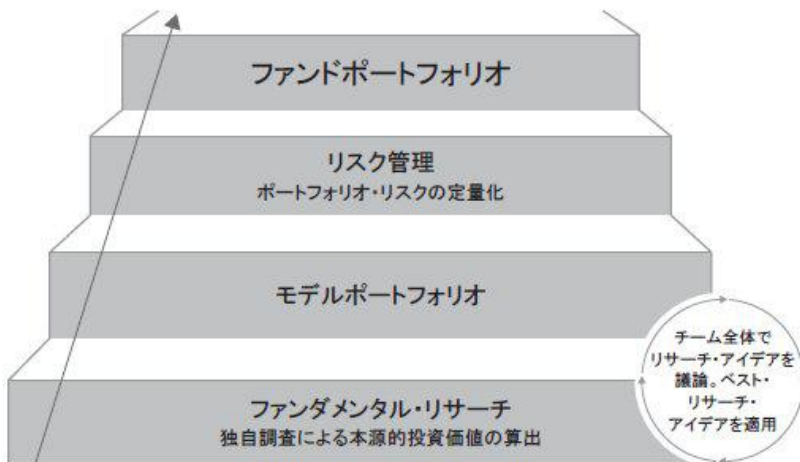 ファンドポートフォリオ
リスク管理
ポートフォリオ・リスクの定量化
モデルポートフォリオ
チーム全体で
リサーチ・アイデアを
議論。ベスト・
リサーチ・
アイデアを適用
ファンダメンタル・リサーチ
独自調査による本源的投資価値の算出